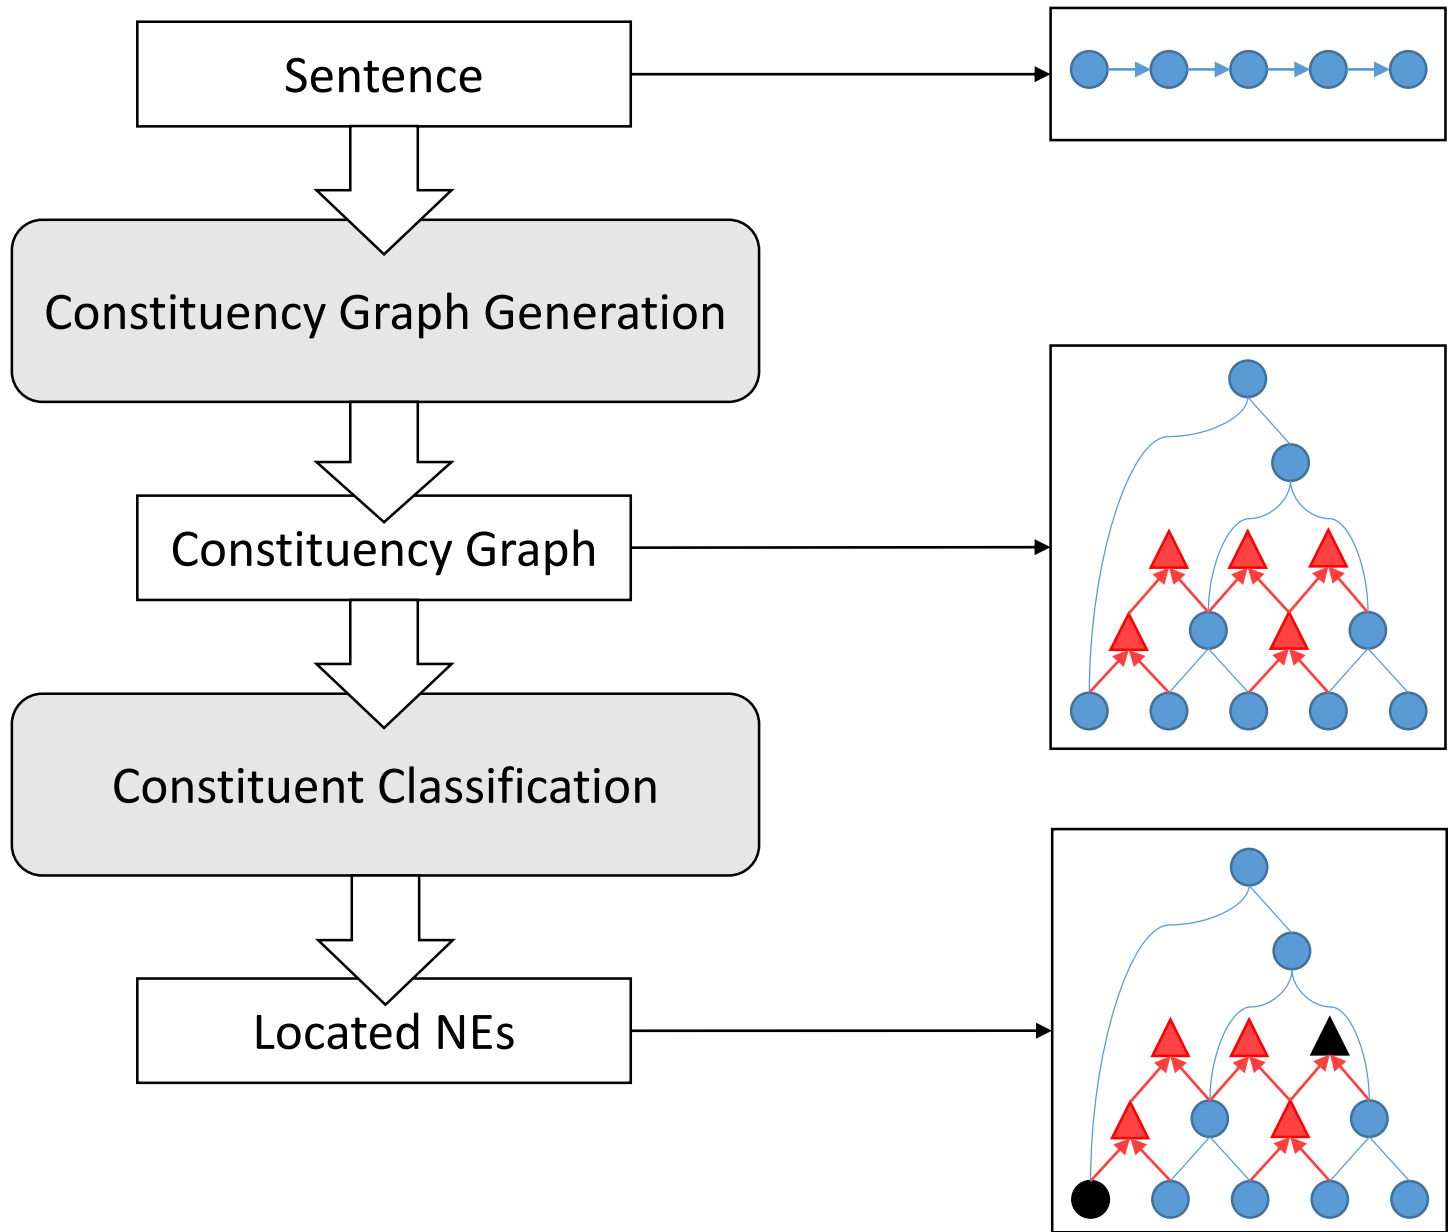 Sentence
Constituency Graph Generation
Constituency Graph
Constituent Classification
Located NEs